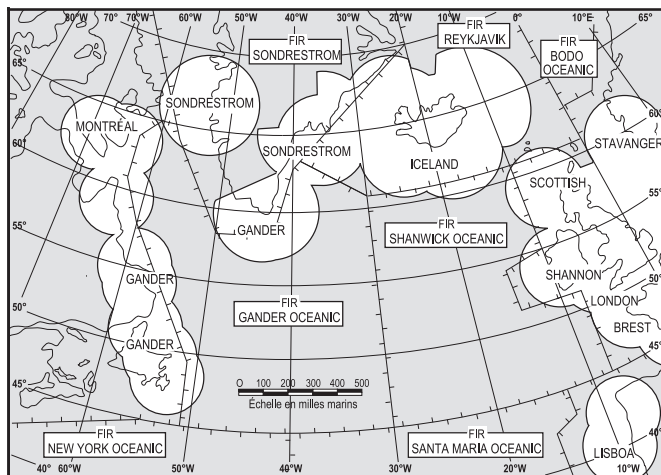 80°W 70°W 60°W 50°W 40°W 30°W 20°W 10°W 0° 10°E 20°E
65°
60°
55°
50°
45°
40° 60°W
50°W
40°W
30°W
20°W
10°W
60°
55°
50°
45°
40°
FIR
SONDRESTROM
FIR
REYKJAVIK
FIR
BODO
OCEANIC
MONTRÉAL
SONDRESTROM
SONDRESTROM
ICELAND
STAVANGER
SCOTTISH
GANDER
FIR
SHANWICK OCEANIC
SHANNON
LONDON
BREST
GANDER
FIR
GANDER OCEANIC
GANDER
0 100 200 300 400 500
Échelle en milles marins
FIR
NEW YORK OCEANIC
FIR
SANTA MARIA OCEANIC
LISBOA